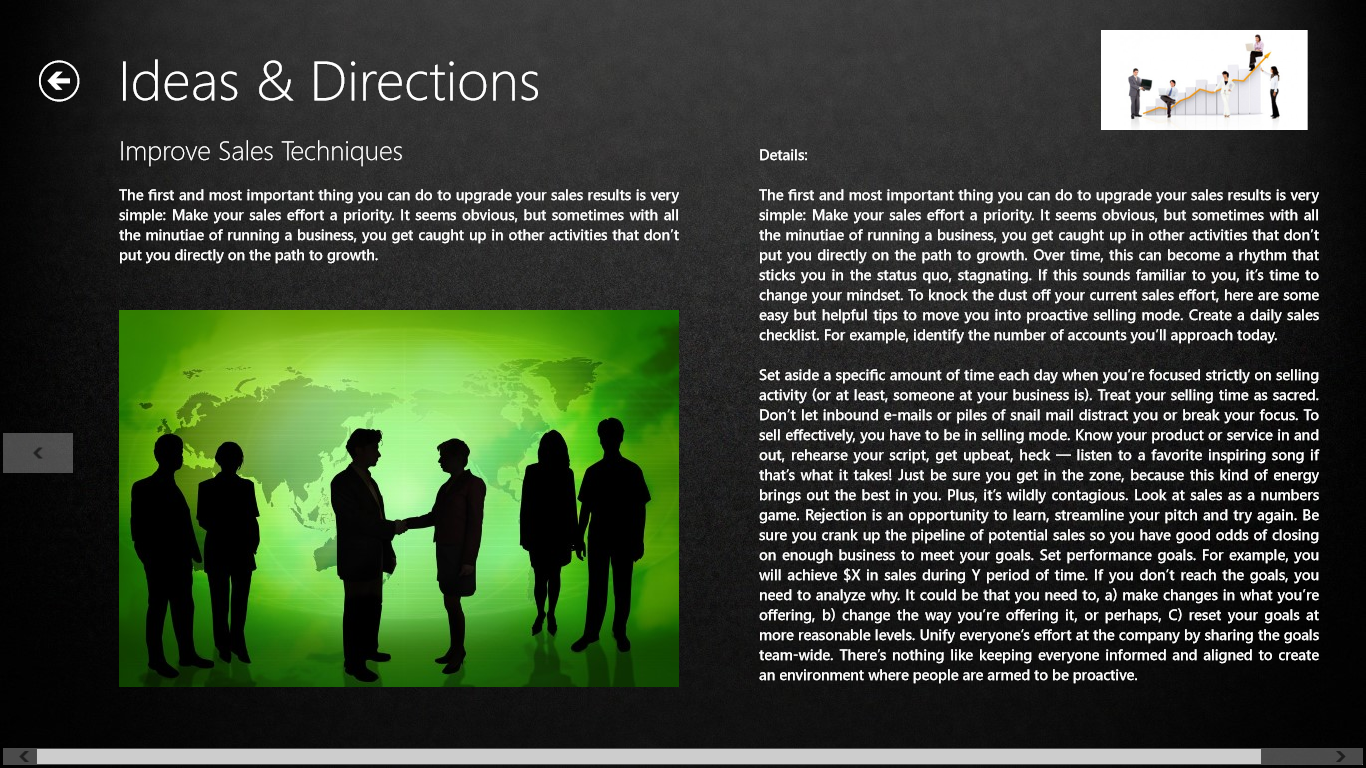 Ideas & Directions
Improve Sales Techniques
The first and most important thing you can do to upgrade your sales results is very
simple: Make your sales effort a priority. It seems obvious, but sometimes with all
the minutiae of running a business, you get caught up in other activities that don’t
put you directly on the path to growth.
Details:
The first and most important thing you can do to upgrade your sales results is very
simple: Make your sales effort a priority. It seems obvious, but sometimes with all
the minutiae of running a business, you get caught up in other activities that don’t
put you directly on the path to growth. Over time, this can become a rhythm that
sticks you in the status quo, stagnating. If this sounds familiar to you, it’s time to
change your mindset. To knock the dust off your current sales effort, here are some
easy but helpful tips to move you into proactive selling mode. Create a daily sales
checklist. For example, identify the number of accounts you’ll approach today.
Set aside a specific amount of time each day when you’re focused strictly on selling
activity (or at least, someone at your business is). Treat your selling time as sacred.
Don’t let inbound e-mails or piles of snail mail distract you or break your focus. To
sell effectively, you have to be in selling mode. Know your product or service in and
out, rehearse your script, get upbeat, heck — listen to a favorite inspiring song if
that’s what it takes! Just be sure you get in the zone, because this kind of energy
brings out the best in you. Plus, it’s wildly contagious. Look at sales as a numbers
game. Rejection is an opportunity to learn, streamline your pitch and try again. Be
sure you crank up the pipeline of potential sales so you have good odds of closing
on enough business to meet your goals. Set performance goals. For example, you
will achieve $X in sales during Y period of time. If you don’t reach the goals, you
need to analyze why. It could be that you need to, a) make changes in what you’re
offering, b) change the way you’re offering it, or perhaps, C) reset your goals at
more reasonable levels. Unify everyone’s effort at the company by sharing the goals
team-wide. There’s nothing like keeping everyone informed and aligned to create
an environment where people are armed to be proactive.